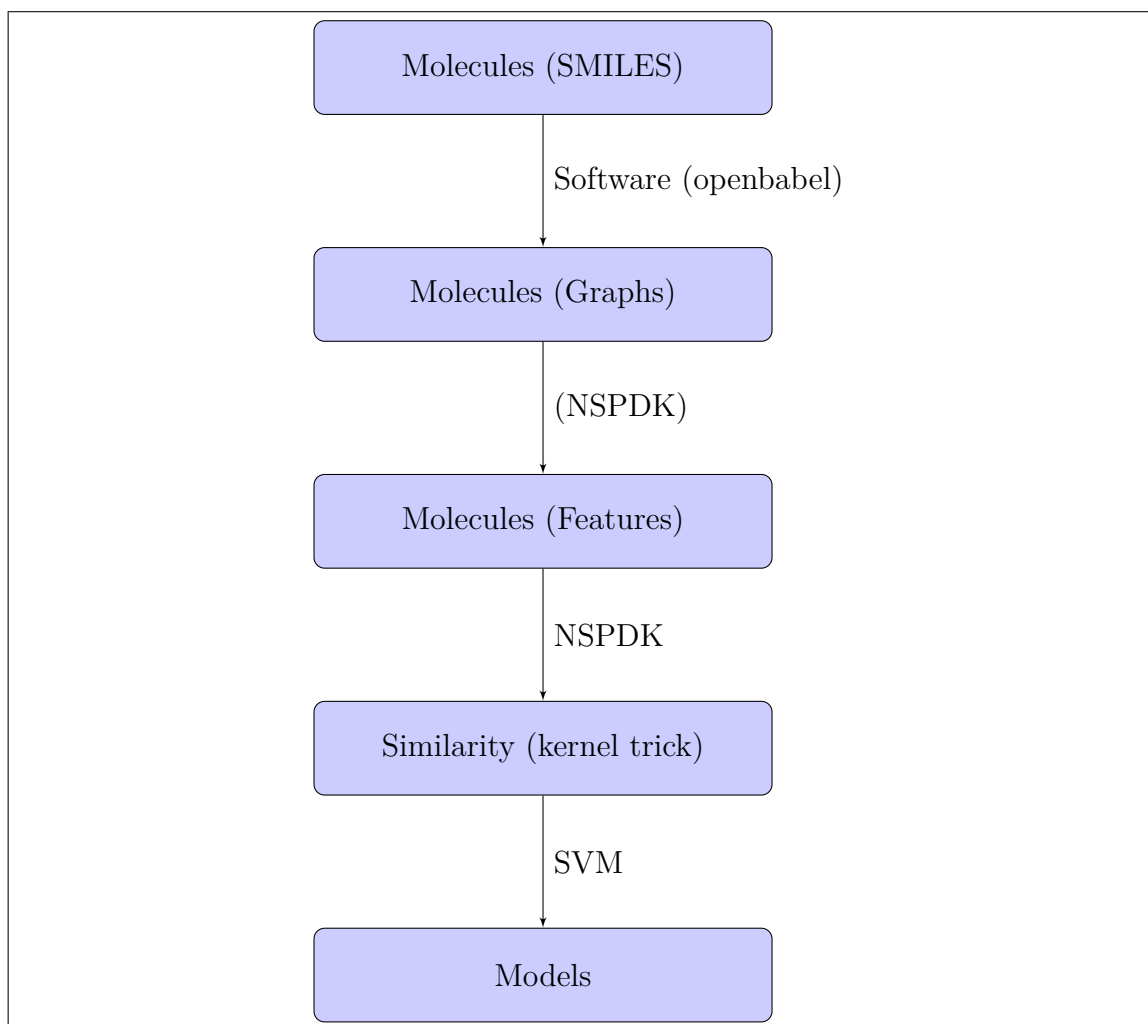 Molecules (SMILES)
Software (openbabel)
Molecules (Graphs)
(NSPDK)
Molecules (Features)
NSPDK
Similarity (kernel trick)
SVM
Models